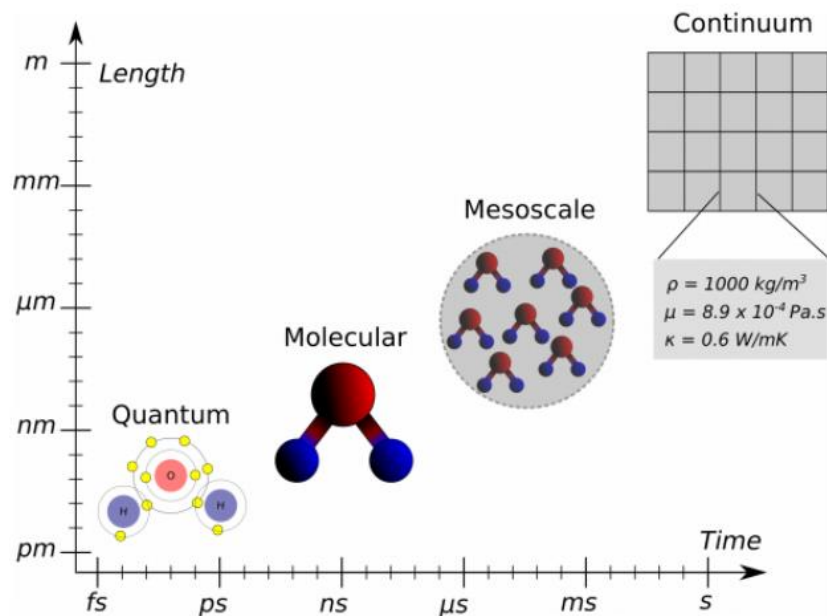 Continuum
m
Length
mm
Mesoscale
μm
ρ = 1000 kg/m³
μ = 8.9 x 10⁻⁴ Pa.s
κ = 0.6 W/mK
Molecular
Quantum
nm
O
H
H
pm
Time
fs
ps
ns
μs
ms
s